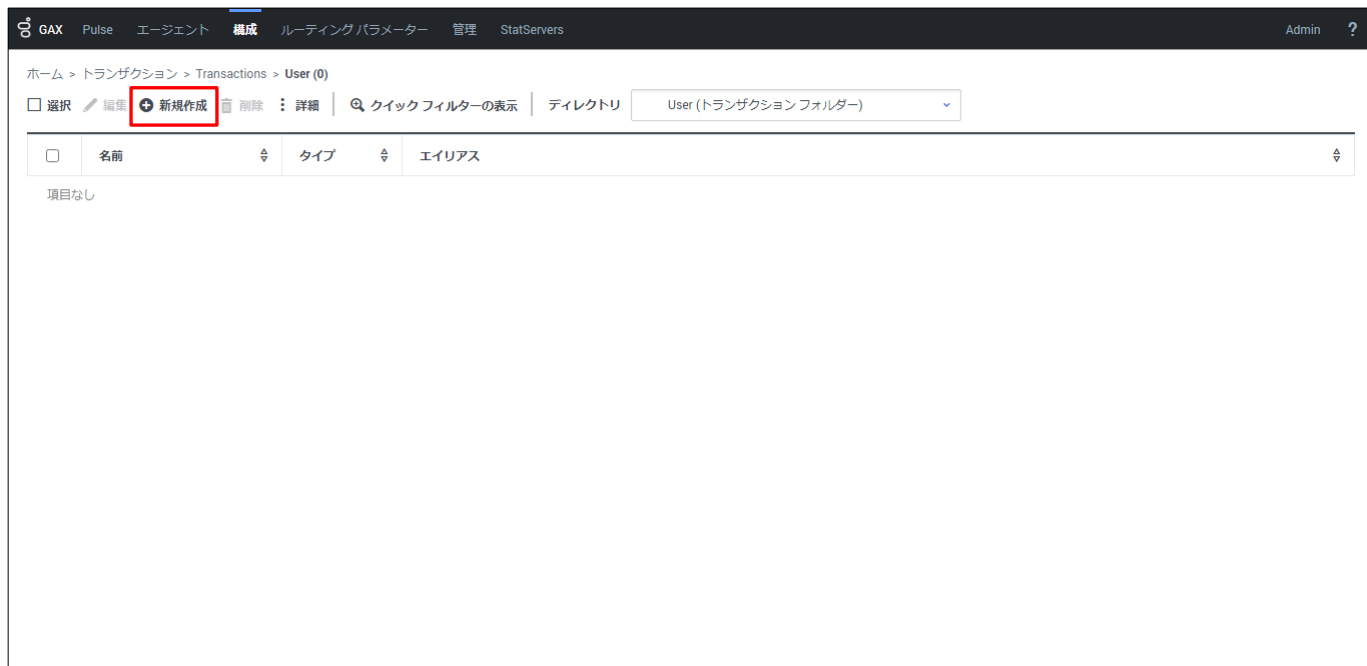 GAX Pulse エージェント 構成 ルーティング パラメーター 管理 StatServers Admin ?
ホーム > トランザクション > Transactions > User (0)
選択 編集 新規作成 削除 詳細 クイック フィルターの表示 ディレクトリ User (トランザクション フォルダー)
名前 タイプ エイリアス
項目なし